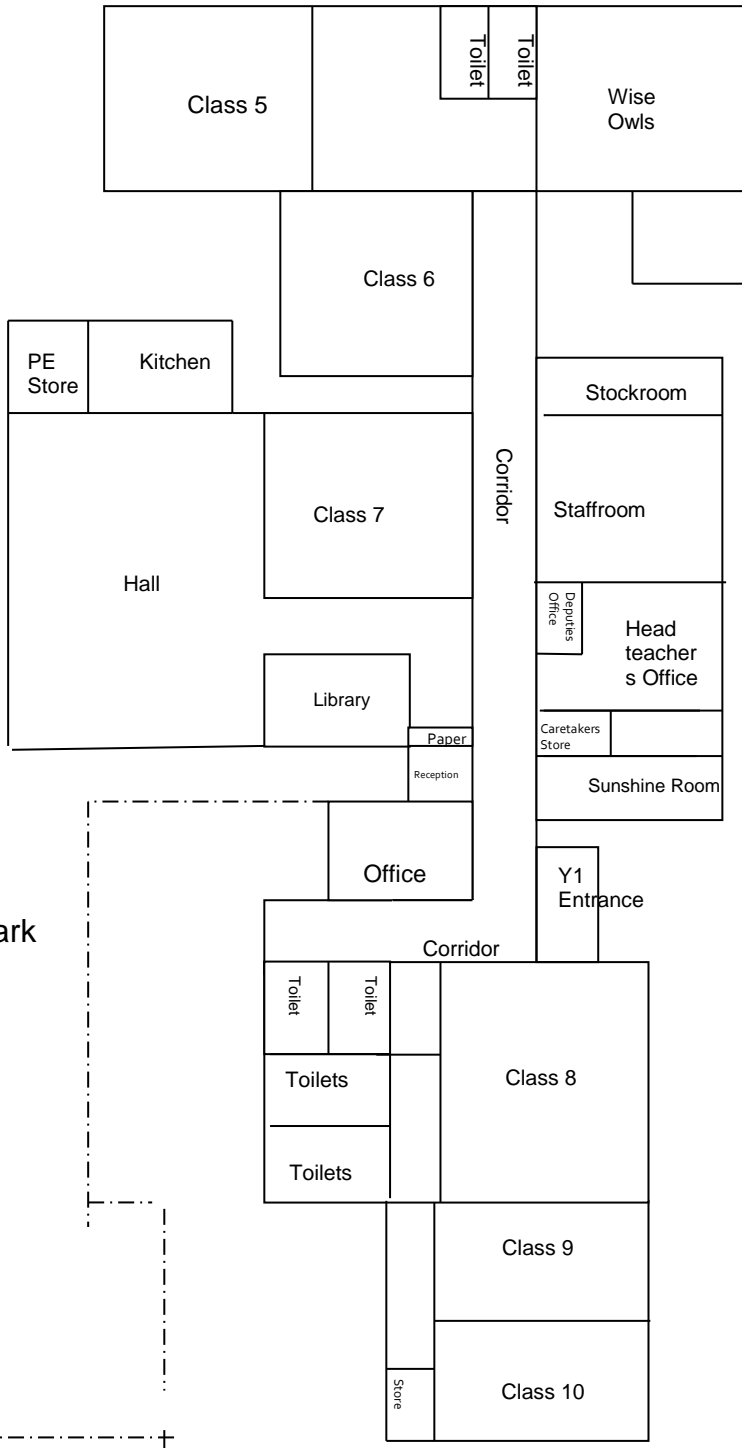 Class 5
Toilet
Toilet
Wise
Owls
Class 6
PE
Store
Kitchen
Stockroom
Corridor
Class 7
Staffroom
Hall
Deputies
Office
Head
teacher
s Office
Library
Paper
Caretakers
Store
Reception
Sunshine Room
Office
Y1
Entrance
ark
Corridor
Toilet
Toilet
Toilets
Class 8
Toilets
Class 9
Store
Class 10